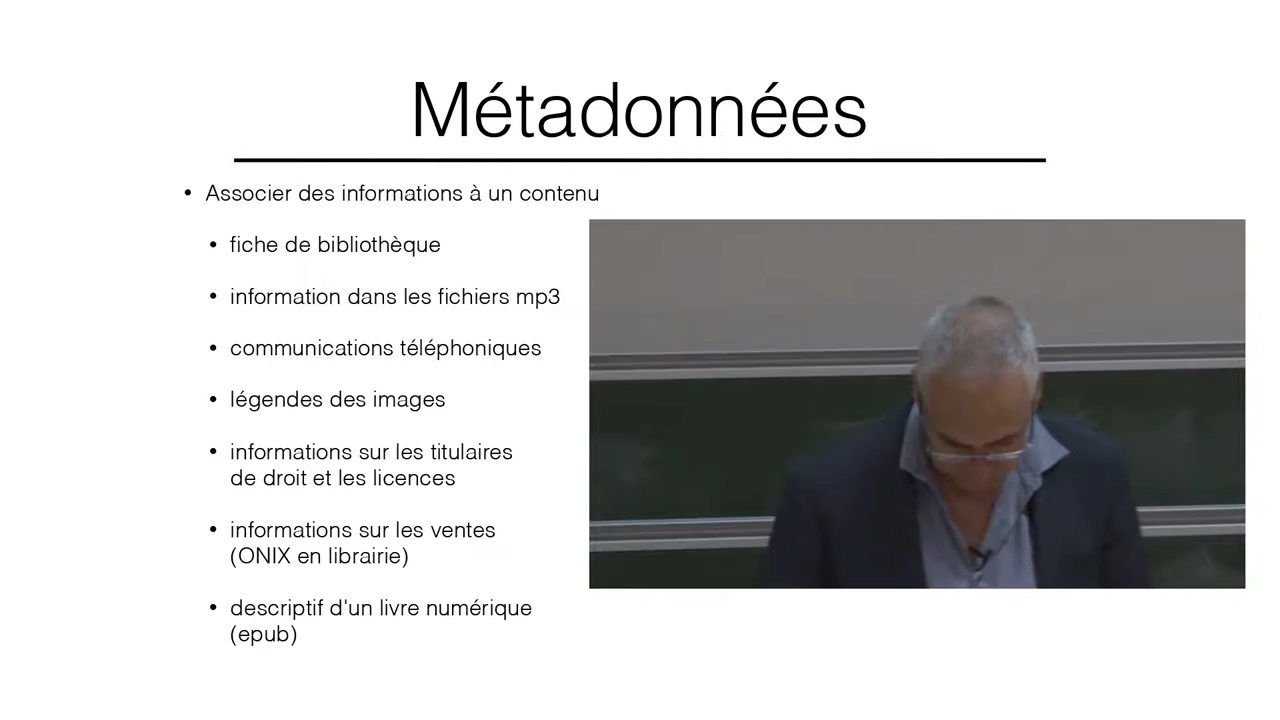 Métadonnées
• Associer des informations à un contenu
• fiche de bibliothèque
• information dans les fichiers mp3
• communications téléphoniques
• légendes des images
• informations sur les titulaires
de droit et les licences
• informations sur les ventes
(ONIX en librairie)
• descriptif d'un livre numérique
(epub)